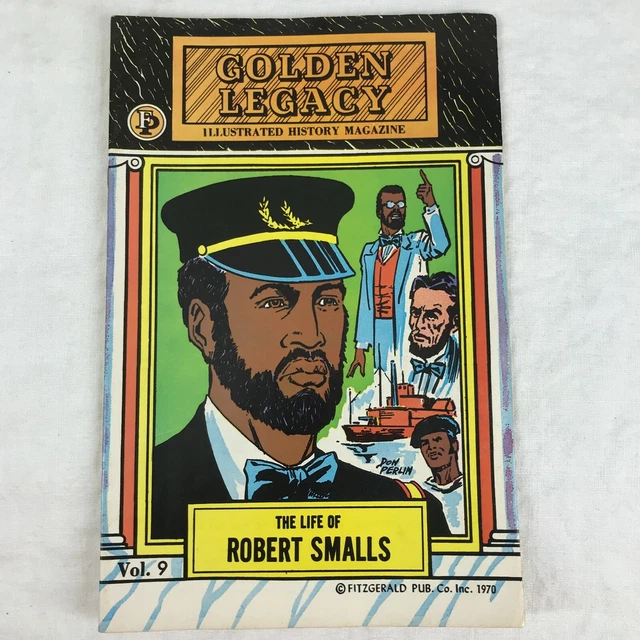 GOLDEN
LEGACY
ILLUSTRATED HISTORY MAGAZINE
FP
DON
PERLIN
THE LIFE OF
ROBERT SMALLS
Vol. 9
© FITZGERALD PUB. Co. Inc. 1970